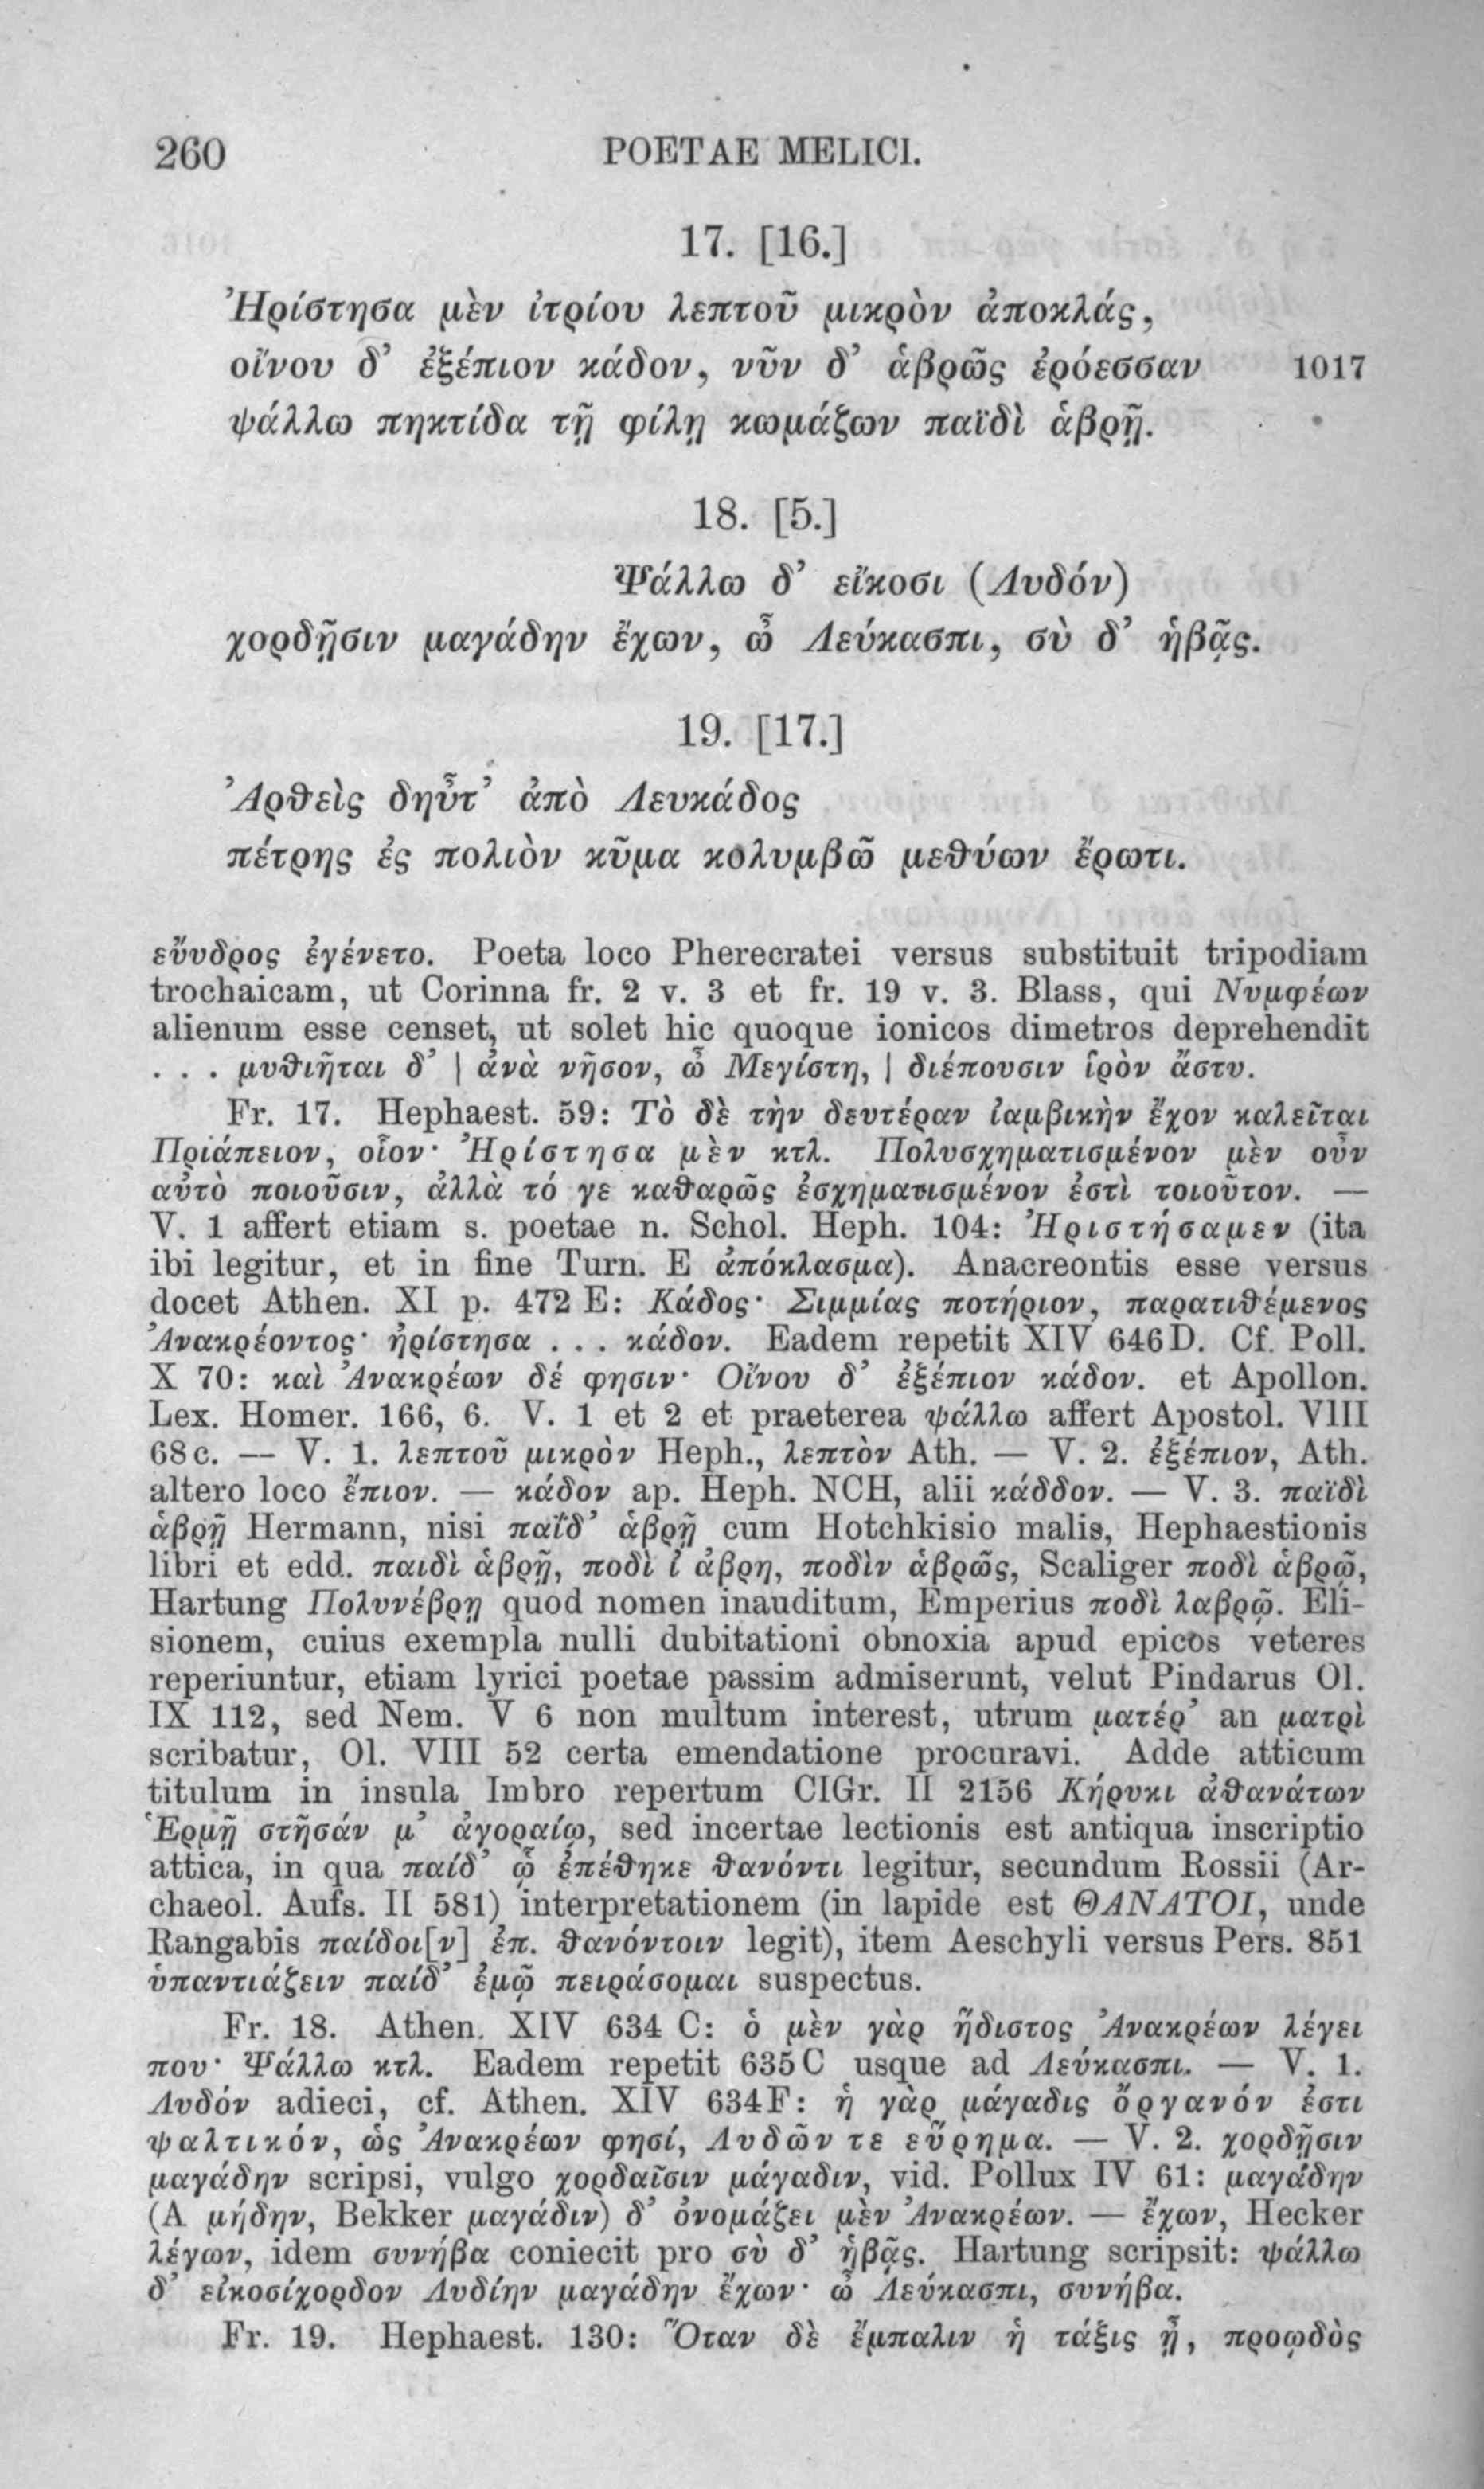 260 POETAE MELICI.
17. [16.]
Ἠρίστησα μὲν ἰτρίου λεπτοῦ μικρὸν ἀποκλάς,
οἴνου δ’ ἐξέπιον κάδον, νῦν δ’ ἁβρῶς ἐρόεσσαν 1017
ψάλλω πηκτίδα τῇ φίλῃ κωμάζων παϊδὶ ἁβρῇ.
18. [5.]
Ψάλλω δ’ εἴκοσι (Λυδόν)
χορδῇσιν μαγάδην ἔχων, ὦ Λεύκασπι, σὺ δ’ ἡβᾷς.
19. [17.]
Ἀρθεὶς δηὖτ’ ἀπὸ Λευκάδος
πέτρης ἐς πολιὸν κῦμα κολυμβῶ μεθύων ἔρωτι.
εὔυδρος ἐγένετο. Poeta loco Pherecratei versus substituit tripodiam
trochaicam, ut Corinna fr. 2 v. 3 et fr. 19 v. 3. Blass, qui Νυμφέων
alienum esse censet, ut solet hic quoque ionicos dimetros deprehendit
. . . μυθιῆται δ’ | ἀνὰ νῆσον, ὦ Μεγίστη, | διέπουσιν ἱρὸν ἄστυ.
Fr. 17. Hephaest. 59: Τὸ δὲ τὴν δευτέραν ἰαμβικὴν ἔχον καλεῖται
Πριάπειον, οἷον· Ἠρίστησα μὲν κτλ. Πολυσχηματισμένον μὲν οὖν
αὐτὸ ποιοῦσιν, ἀλλὰ τό γε καθαρῶς ἐσχηματισμένον ἐστὶ τοιοῦτον. —
V. 1 affert etiam s. poetae n. Schol. Heph. 104: Ἠριστήσαμεν (ita
ibi legitur, et in fine Turn. E ἀπόκλασμα). Anacreontis esse versus
docet Athen. XI p. 472 E: Κάδος· Σιμμίας ποτήριον, παρατιθέμενος
Ἀνακρέοντος· ἠρίστησα . . . κάδον. Eadem repetit XIV 646 D. Cf. Poll.
X 70: καὶ Ἀνακρέων δέ φησιν· Οἴνου δ’ ἐξέπιον κάδον. et Apollon.
Lex. Homer. 166, 6. V. 1 et 2 et praeterea ψάλλω affert Apostol. VIII
68 c. — V. 1. λεπτοῦ μικρὸν Heph., λεπτὸν Ath. — V. 2. ἐξέπιον, Ath.
altero loco ἔπιον. — κάδον ap. Heph. NCH, alii κάδδον. — V. 3. παϊδὶ
ἁβρῇ Hermann, nisi παΐδ’ ἁβρῇ cum Hotchkisio malis, Hephaestionis
libri et edd. παιδὶ ἁβρῇ, ποδὶ ἰ άβρη, ποδὶν ἁβρῶς, Scaliger ποδὶ ἁβρῷ,
Hartung Πολυνέβρῃ quod nomen inauditum, Emperius ποδὶ λαβρῷ. Eli-
sionem, cuius exempla nulli dubitationi obnoxia apud epicos veteres
reperiuntur, etiam lyrici poetae passim admiserunt, velut Pindarus Ol.
IX 112, sed Nem. V 6 non multum interest, utrum ματέρ’ an ματρὶ
scribatur, Ol. VIII 52 certa emendatione procuravi. Adde atticum
titulum in insula Imbro repertum CIGr. II 2156 Κήρυκι ἀθανάτων
Ἑρμῇ στῆσάν μ’ ἀγοραίῳ, sed incertae lectionis est antiqua inscriptio
attica, in qua παίδ’ ᾧ ἐπέθηκε θανόντι legitur, secundum Rossii (Ar-
chaeol. Aufs. II 581) interpretationem (in lapide est ΘΑΝΑΤΟΙ, unde
Rangabis παίδοι[ν] ἐπ. θανόντοιν legit), item Aeschyli versus Pers. 851
ὑπαντιάζειν παίδ’ ἐμῷ πειράσομαι suspectus.
Fr. 18. Athen. XIV 634 C: ὁ μὲν γὰρ ἥδιστος Ἀνακρέων λέγει
που· Ψάλλω κτλ. Eadem repetit 635 C usque ad Λεύκασπι. — V. 1.
Λυδόν adieci, cf. Athen. XIV 634 F: ἡ γὰρ μάγαδις ὄργανόν ἐστι
ψαλτικόν, ὡς Ἀνακρέων φησί, Λυδῶν τε εὕρημα. — V. 2. χορδῇσιν
μαγάδην scripsi, vulgo χορδαῖσιν μάγαδιν, vid. Pollux IV 61: μαγάδην
(A μήδην, Bekker μαγάδιν) δ’ ὀνομάζει μὲν Ἀνακρέων. — ἔχων, Hecker
λέγων, idem συνήβα coniecit pro σὺ δ’ ἡβᾷς. Hartung scripsit: ψάλλω
δ’ εἰκοσίχορδον Λυδίην μαγάδην ἔχων· ὦ Λεύκασπι, συνήβα.
Fr. 19. Hephaest. 130: Ὅταν δὲ ἔμπαλιν ἡ τάξις ᾖ, προῳδὸς